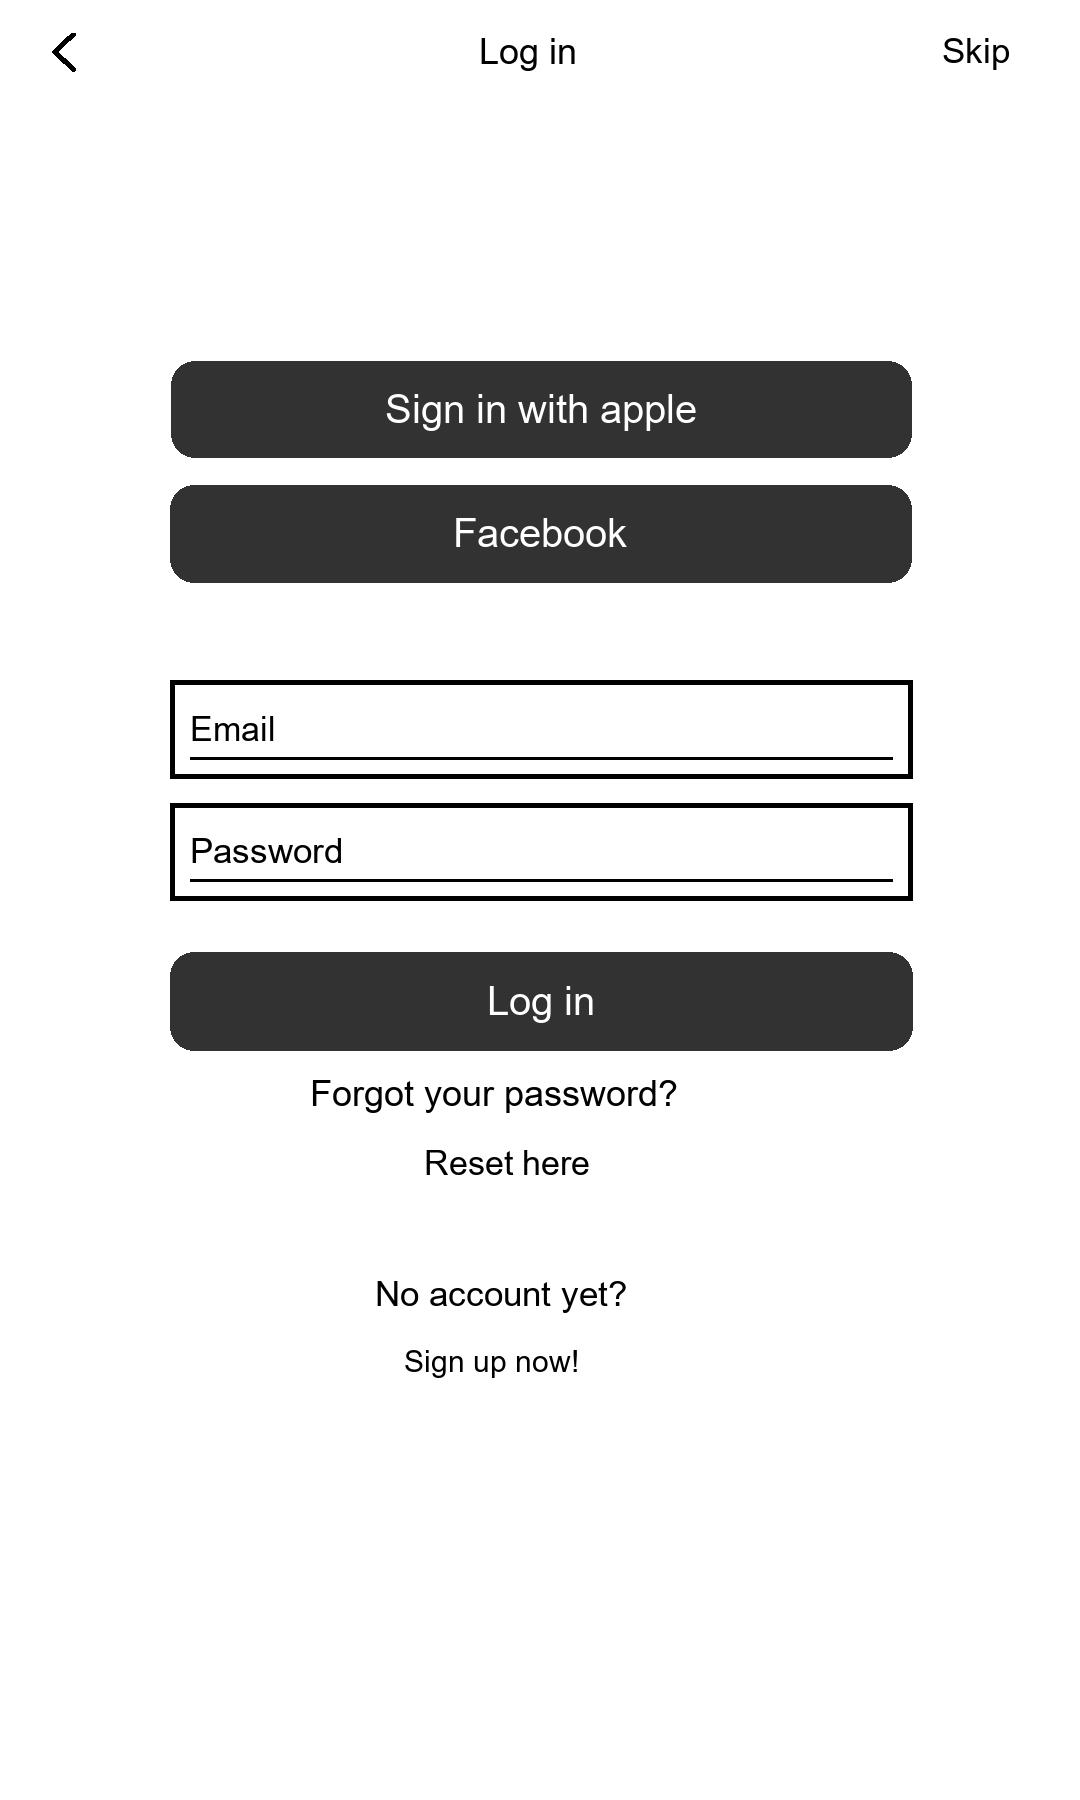 Log in
Skip
Sign in with apple
Facebook
Email
Password
Log in
Forgot your password?
Reset here
No account yet?
Sign up now!